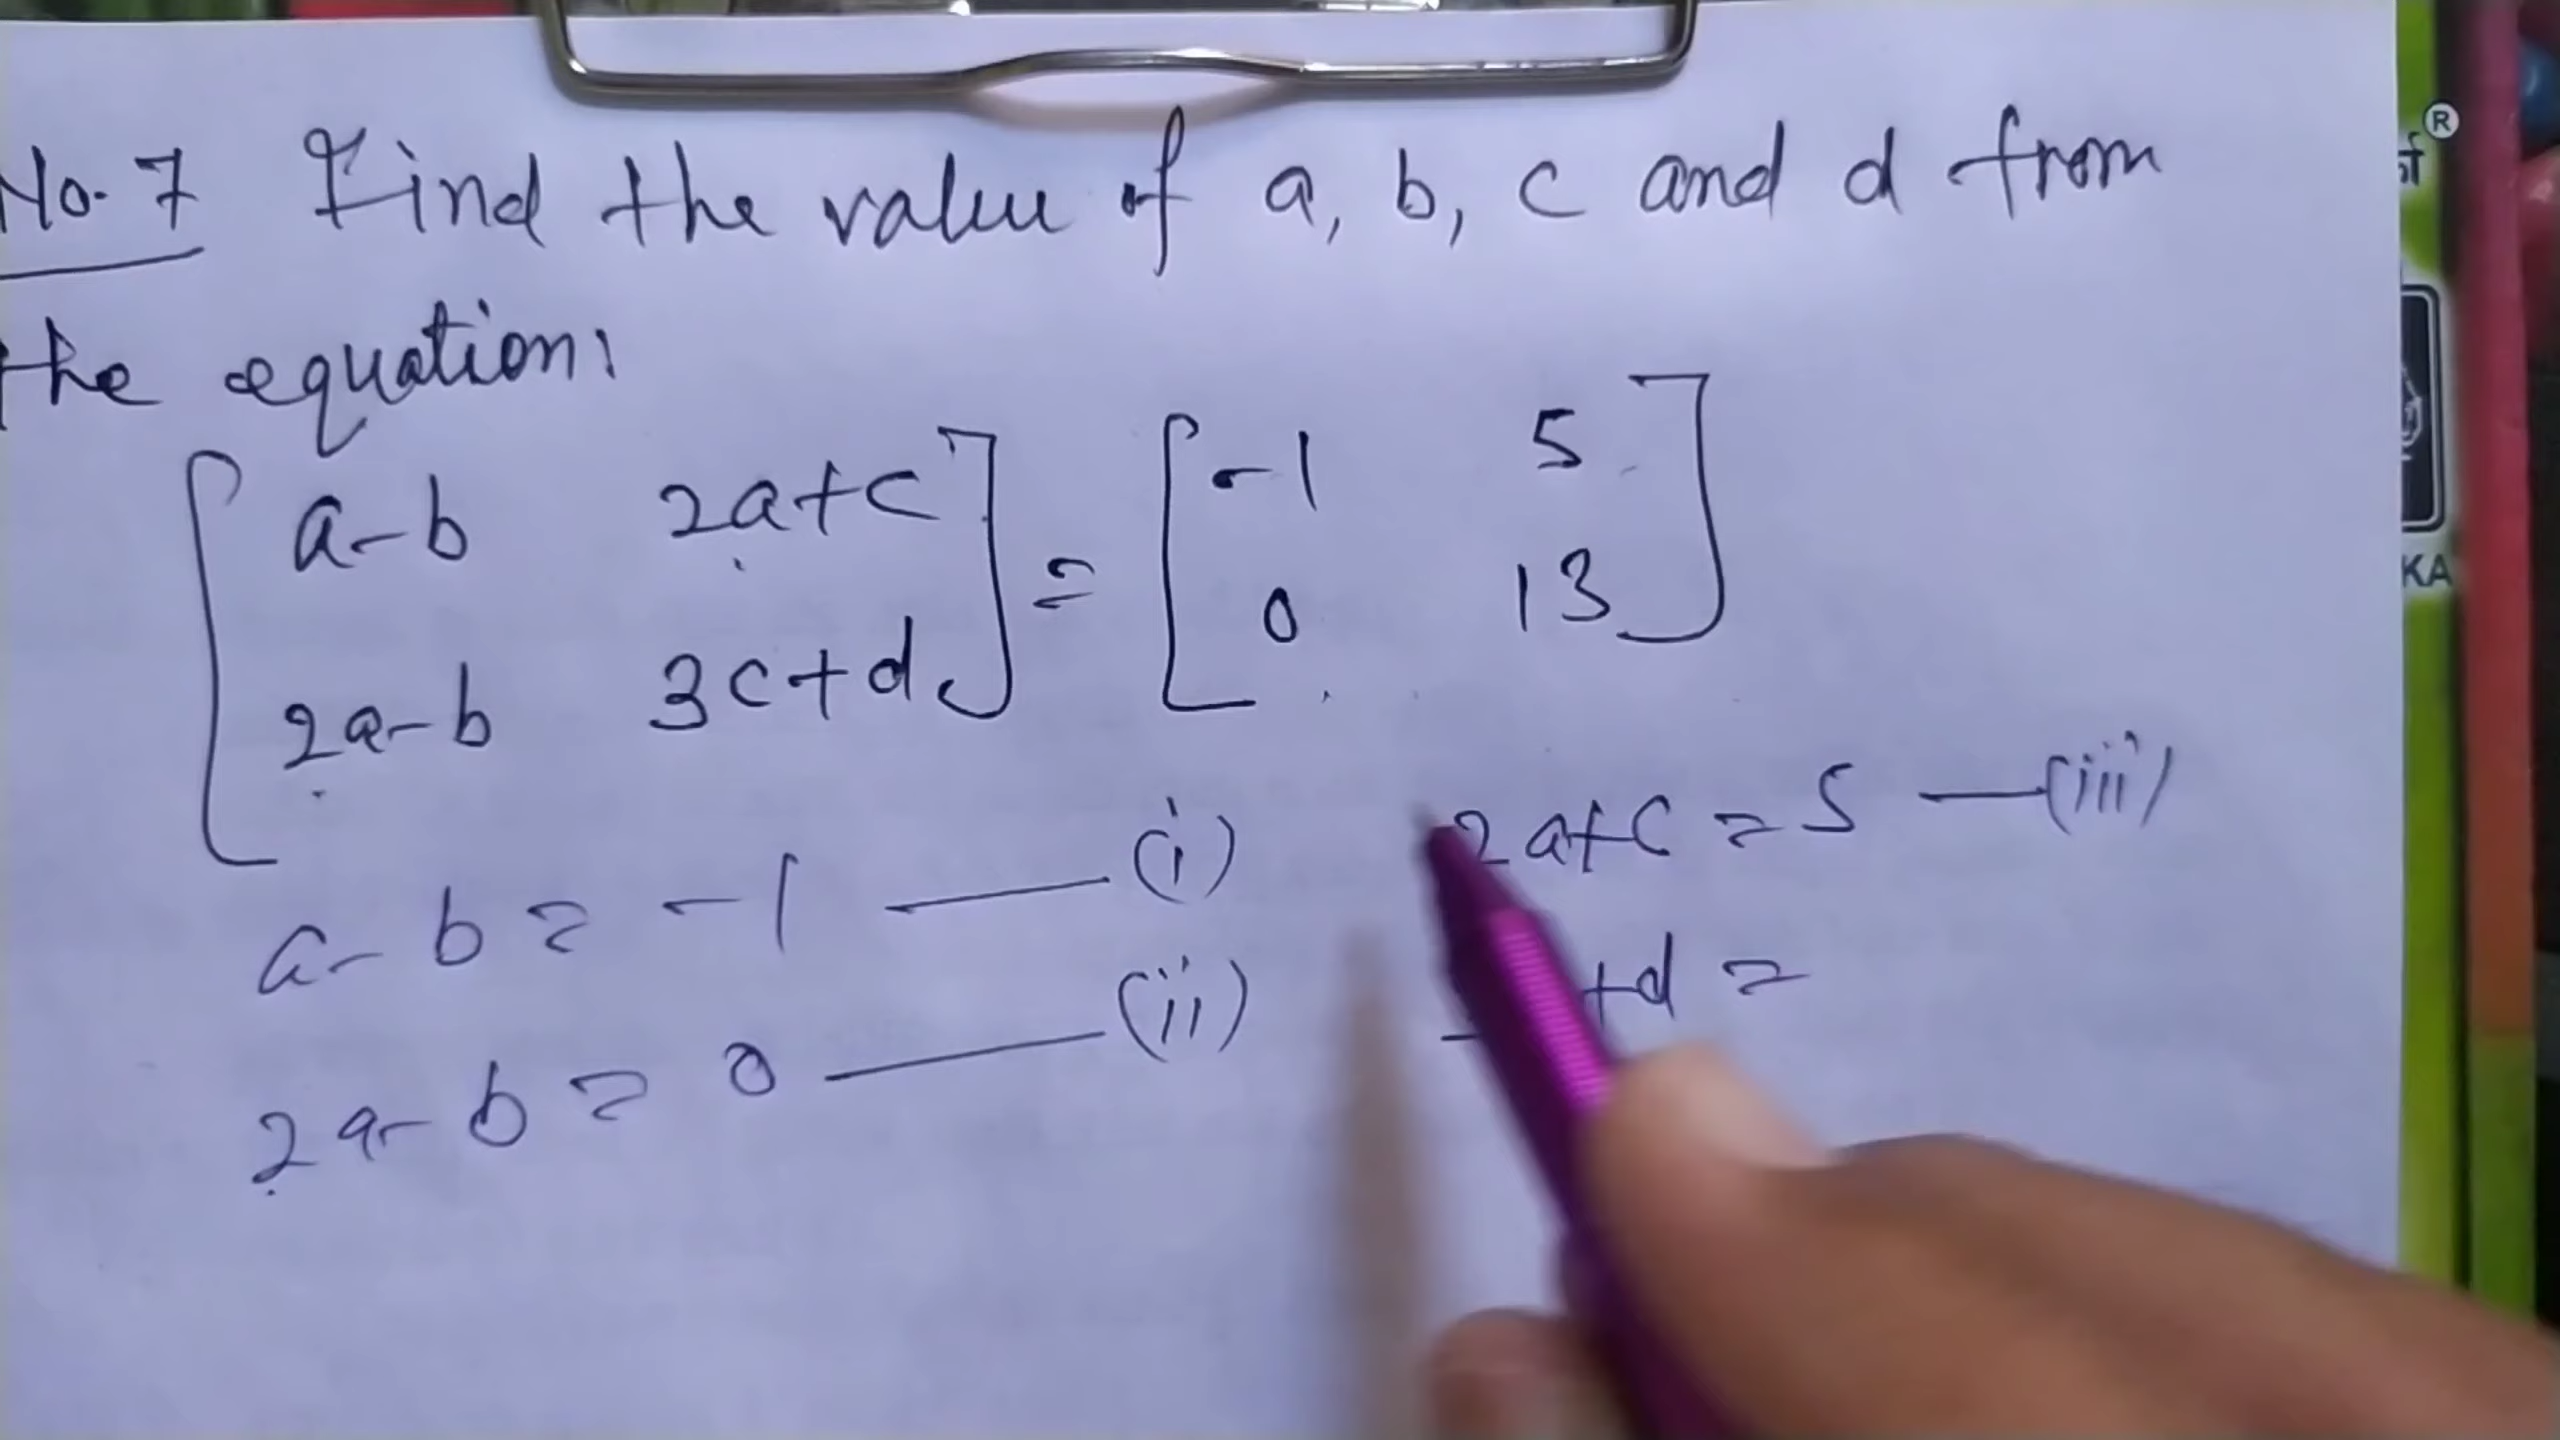 No. 7 Find the value of a, b, c and d from
the equation:
[ a-b 2a+c ] = [ -1 5 ]
[ 2a-b 3c+d ] [ 0 13 ]
a-b = -1 — (i)
2a-b = 0 — (ii)
2a+c = 5 — (iii)
+d =
®
KA